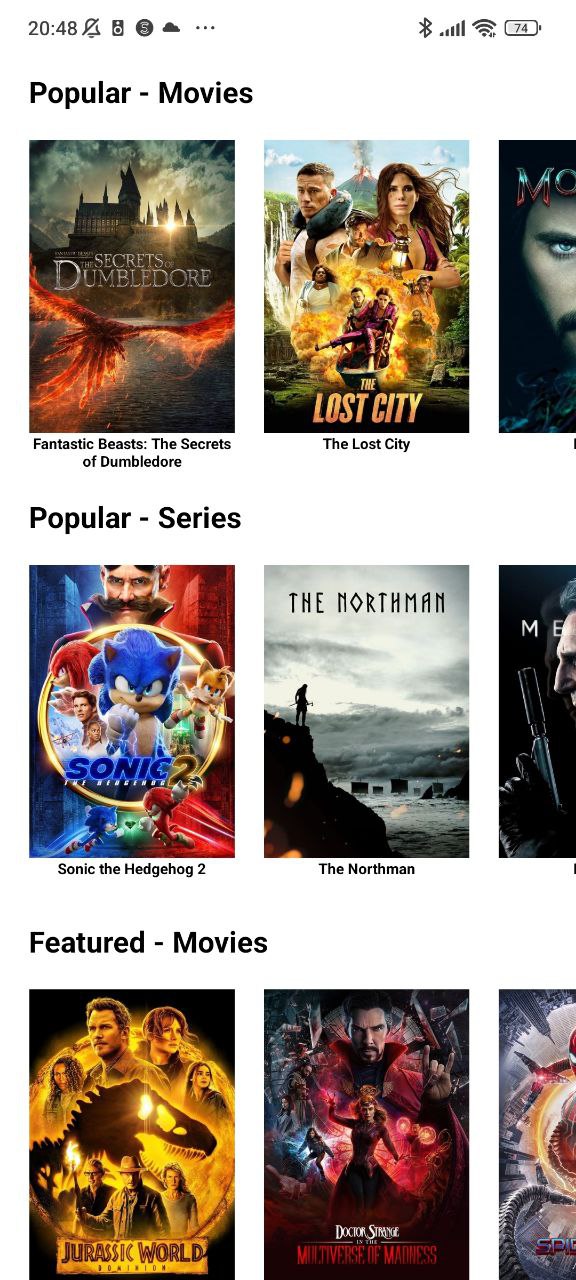 20:48
74
Popular - Movies
FANTASTIC BEASTS
THE SECRETS OF
DUMBLEDORE
THE
LOST CITY
MO
Fantastic Beasts: The Secrets
of Dumbledore
The Lost City
Popular - Series
SONIC 2
THE HEDGEHOG
THE NORTHMAN
ME
Sonic the Hedgehog 2
The Northman
Featured - Movies
JURASSIC WORLD
DOMINION
DOCTOR STRANGE
IN THE
MULTIVERSE OF MADNESS
SPID